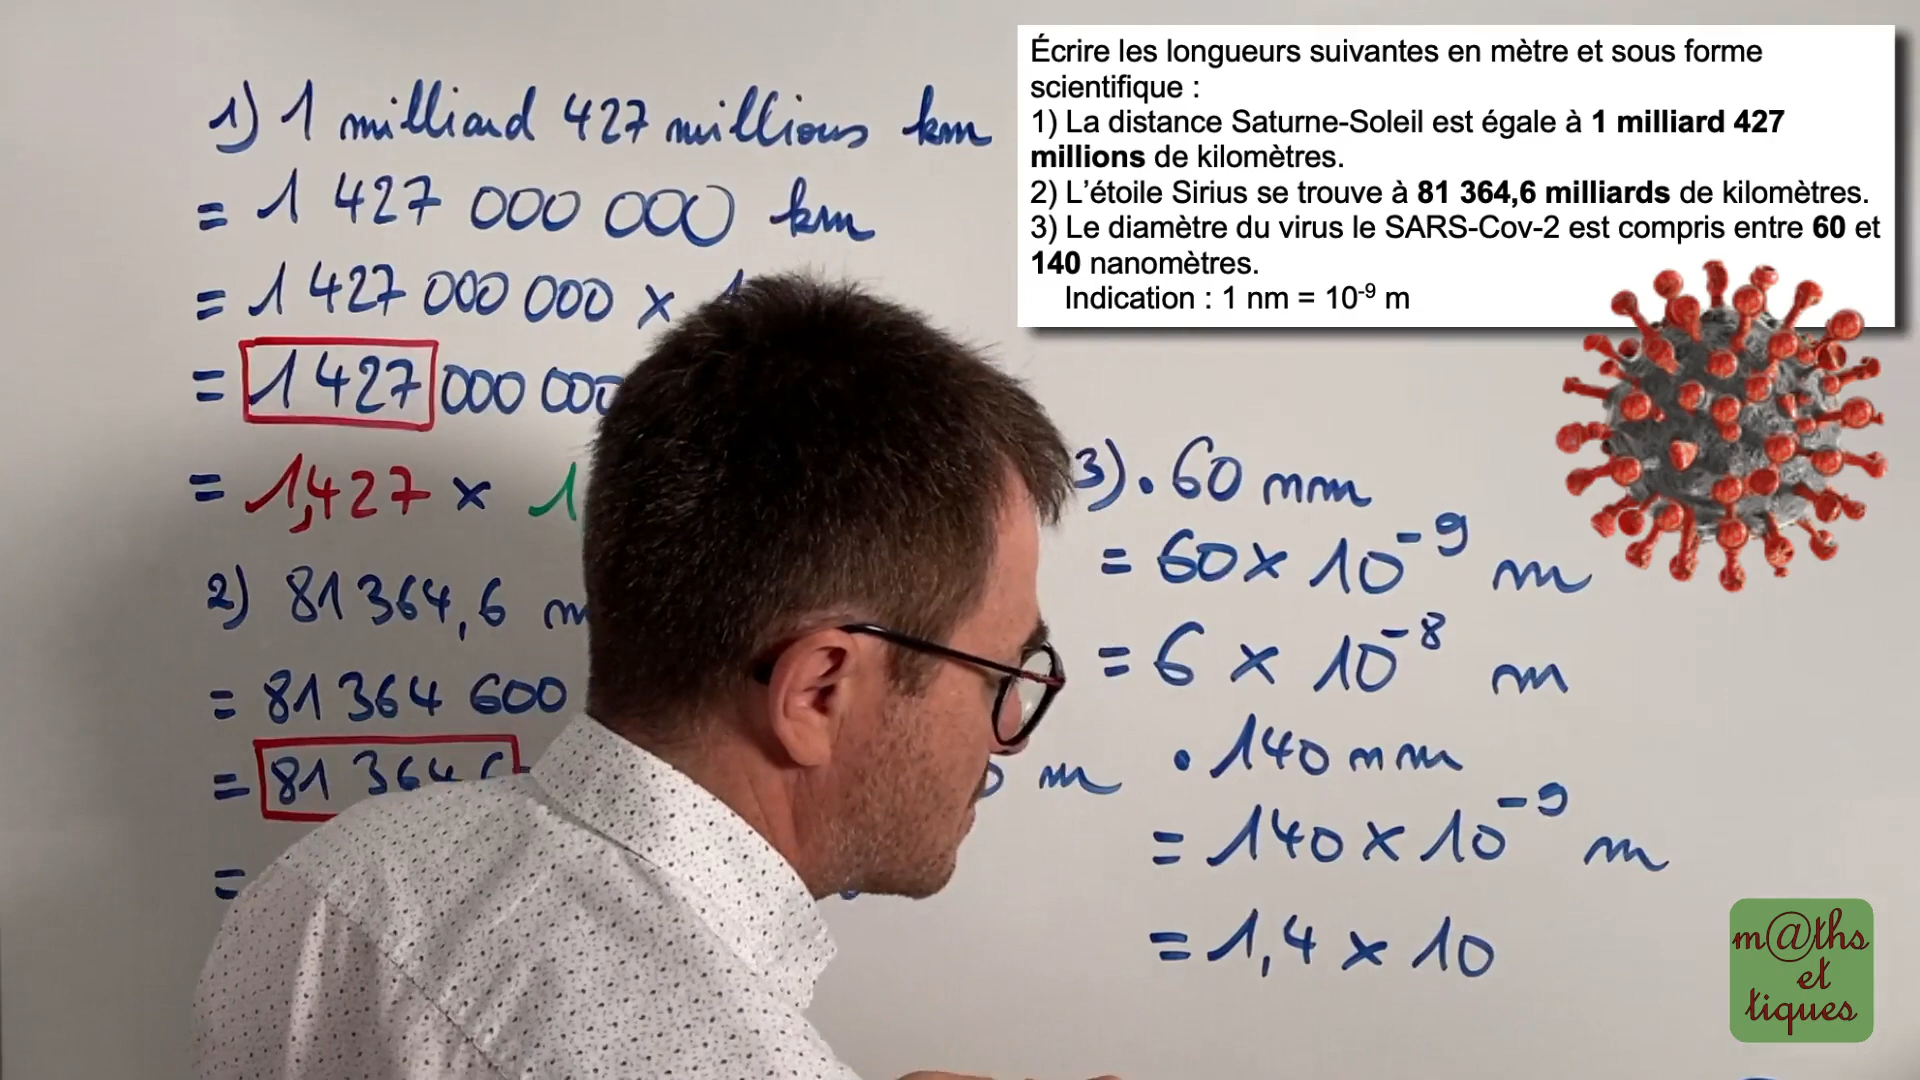 Écrire les longueurs suivantes en mètre et sous forme
scientifique :
1) La distance Saturne-Soleil est égale à 1 milliard 427
millions de kilomètres.
2) L’étoile Sirius se trouve à 81 364,6 milliards de kilomètres.
3) Le diamètre du virus le SARS-Cov-2 est compris entre 60 et
140 nanomètres.
Indication : 1 nm = 10⁻⁹ m
1) 1 milliard 427 millions km
= 1 427 000 000 km
= 1 427 000 000 ×
= 1 427 000 000
= 1,427 × 1
2) 81 364,6
= 81 364 600
= 81 364 6 m
=
3) • 60 nm
= 60 × 10⁻⁹ m
= 6 × 10⁻⁸ m
• 140 nm
= 140 × 10⁻⁹ m
= 1,4 × 10
m@ths
et
tiques